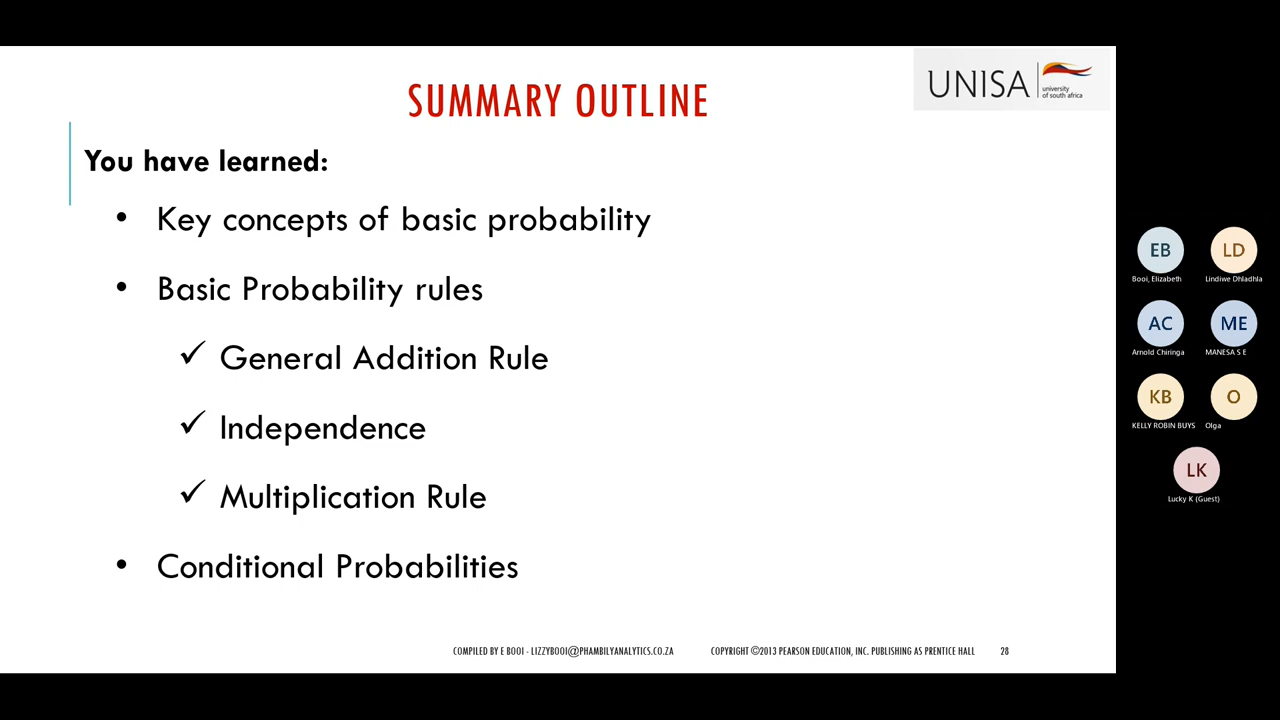 SUMMARY OUTLINE
UNISA
university
of south africa
You have learned:
• Key concepts of basic probability
• Basic Probability rules
✓ General Addition Rule
✓ Independence
✓ Multiplication Rule
• Conditional Probabilities
COMPILED BY E BOOI - LIZZYBOOI@PHAMBILYANALYTICS.CO.ZA COPYRIGHT ©2013 PEARSON EDUCATION, INC. PUBLISHING AS PRENTICE HALL 28
EB LD
Booi, Elizabeth Lindiwe Dhladhla
AC ME
Arnold Chiringa MANESA S E
KB O
KELLY ROBIN BUYS Olga
LK
Lucky K (Guest)